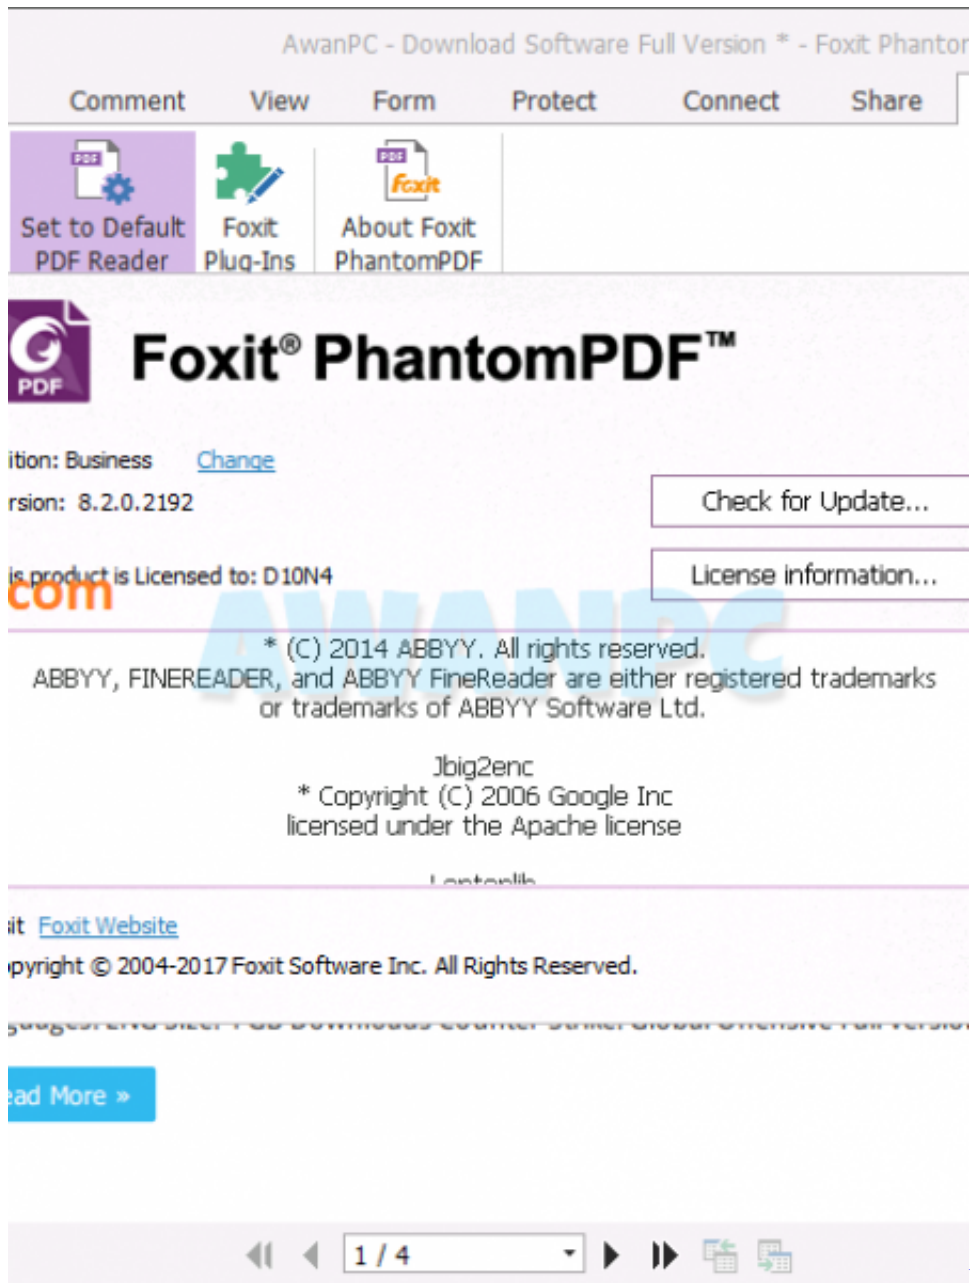 AwanPC - Download Software Full Version * - Foxit Phantom
Comment View Form Protect Connect Share
Set to Default PDF Reader
Foxit Plug-Ins
About Foxit PhantomPDF
PDF
Foxit® PhantomPDF™
ition: Business Change
rsion: 8.2.0.2192
Check for Update...
is product is Licensed to: D10N4
License information...
com
AWANPC
* (C) 2014 ABBYY. All rights reserved.
ABBYY, FINEREADER, and ABBYY FineReader are either registered trademarks
or trademarks of ABBYY Software Ltd.
Jbig2enc
* Copyright (C) 2006 Google Inc
licensed under the Apache license
sit Foxit Website
opyright © 2004-2017 Foxit Software Inc. All Rights Reserved.
ead More »
1 / 4